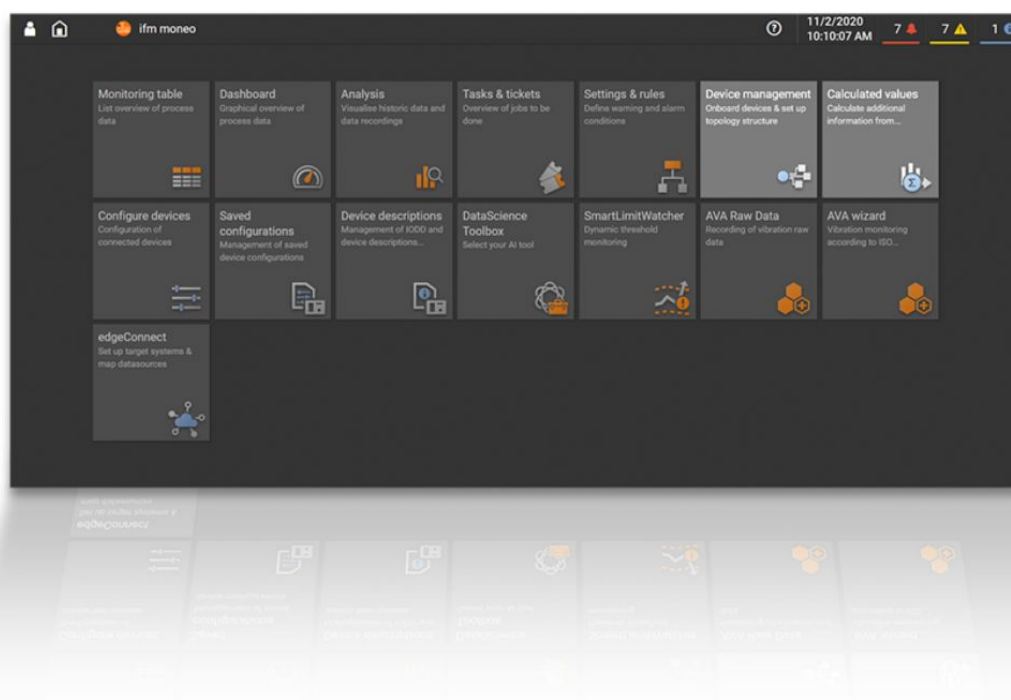 ifm moneo
11/2/2020
10:10:07 AM
7
7
1
Monitoring table
List overview of process
data
Dashboard
Graphical overview of
process data
Analysis
Visualise historic data and
data recordings
Tasks & tickets
Overview of jobs to be
done
Settings & rules
Define warning and alarm
conditions
Device management
Onboard devices & set up
topology structure
Calculated values
Calculate additional
information from...
Configure devices
Configuration of
connected devices
Saved
configurations
Management of saved
device configurations
Device descriptions
Management of IODD and
device descriptions...
DataScience
Toolbox
Select your AI tool
SmartLimitWatcher
Dynamic threshold
monitoring
AVA Raw Data
Recording of vibration raw
data
AVA wizard
Vibration monitoring
according to ISO...
edgeConnect
Set up target systems &
map datasources